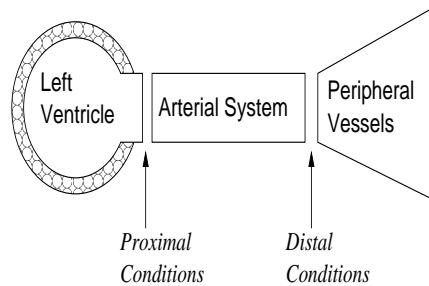 Left
Ventricle
Arterial System
Peripheral
Vessels
Proximal
Conditions
Distal
Conditions